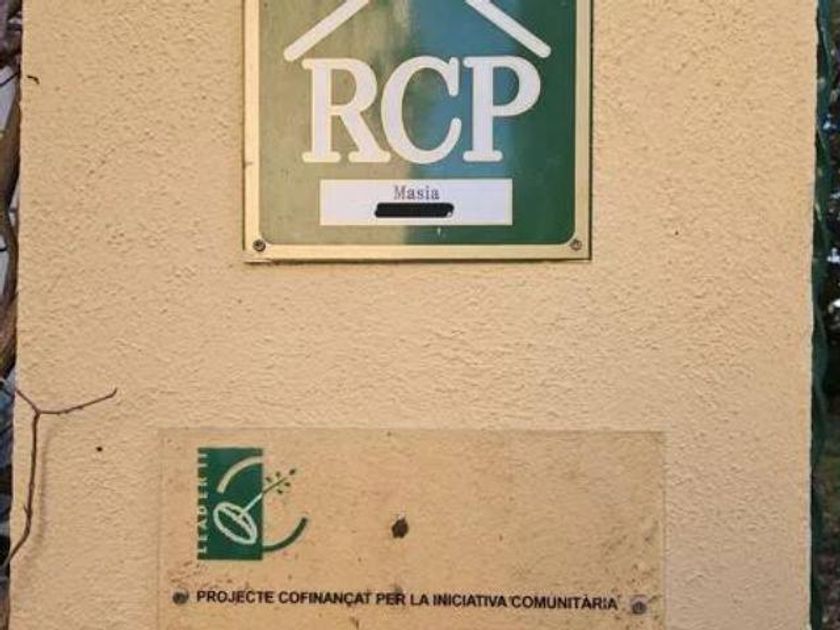 RCP
Masia
LEADER II
PROJECTE COFINANÇAT PER LA INICIATIVA COMUNITÀRIA